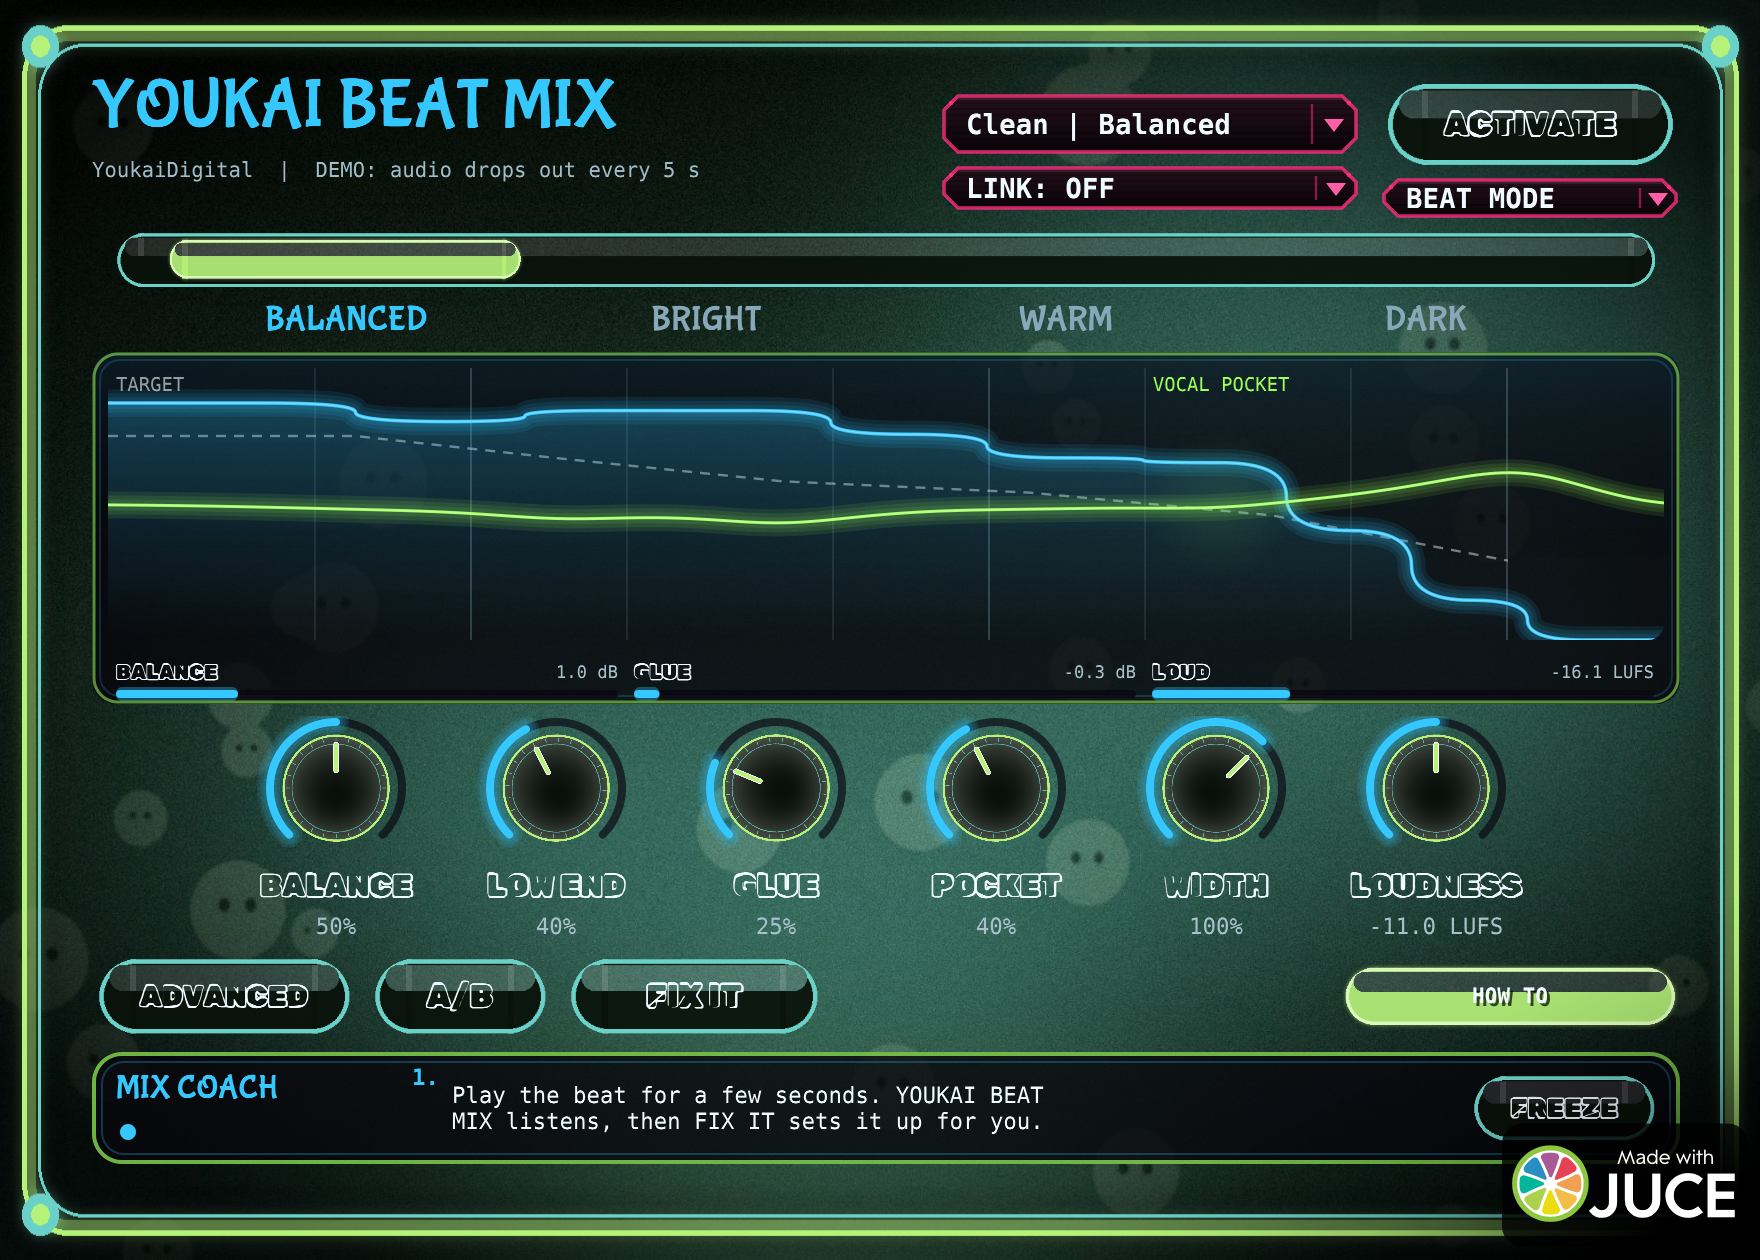 YOUKAI BEAT MIX
YoukaiDigital | DEMO: audio drops out every 5 s
Clean | Balanced
ACTIVATE
LINK: OFF
BEAT MODE
BALANCED
BRIGHT
WARM
DARK
TARGET
VOCAL POCKET
BALANCE
1.0 dB
GLUE
-0.3 dB
LOUD
-16.1 LUFS
BALANCE
LOW END
GLUE
POCKET
WIDTH
LOUDNESS
50%
40%
25%
40%
100%
-11.0 LUFS
ADVANCED
A/B
FIX IT
HOW TO
MIX COACH
1.
Play the beat for a few seconds. YOUKAI BEAT
MIX listens, then FIX IT sets it up for you.
FREEZE
Made with
JUCE